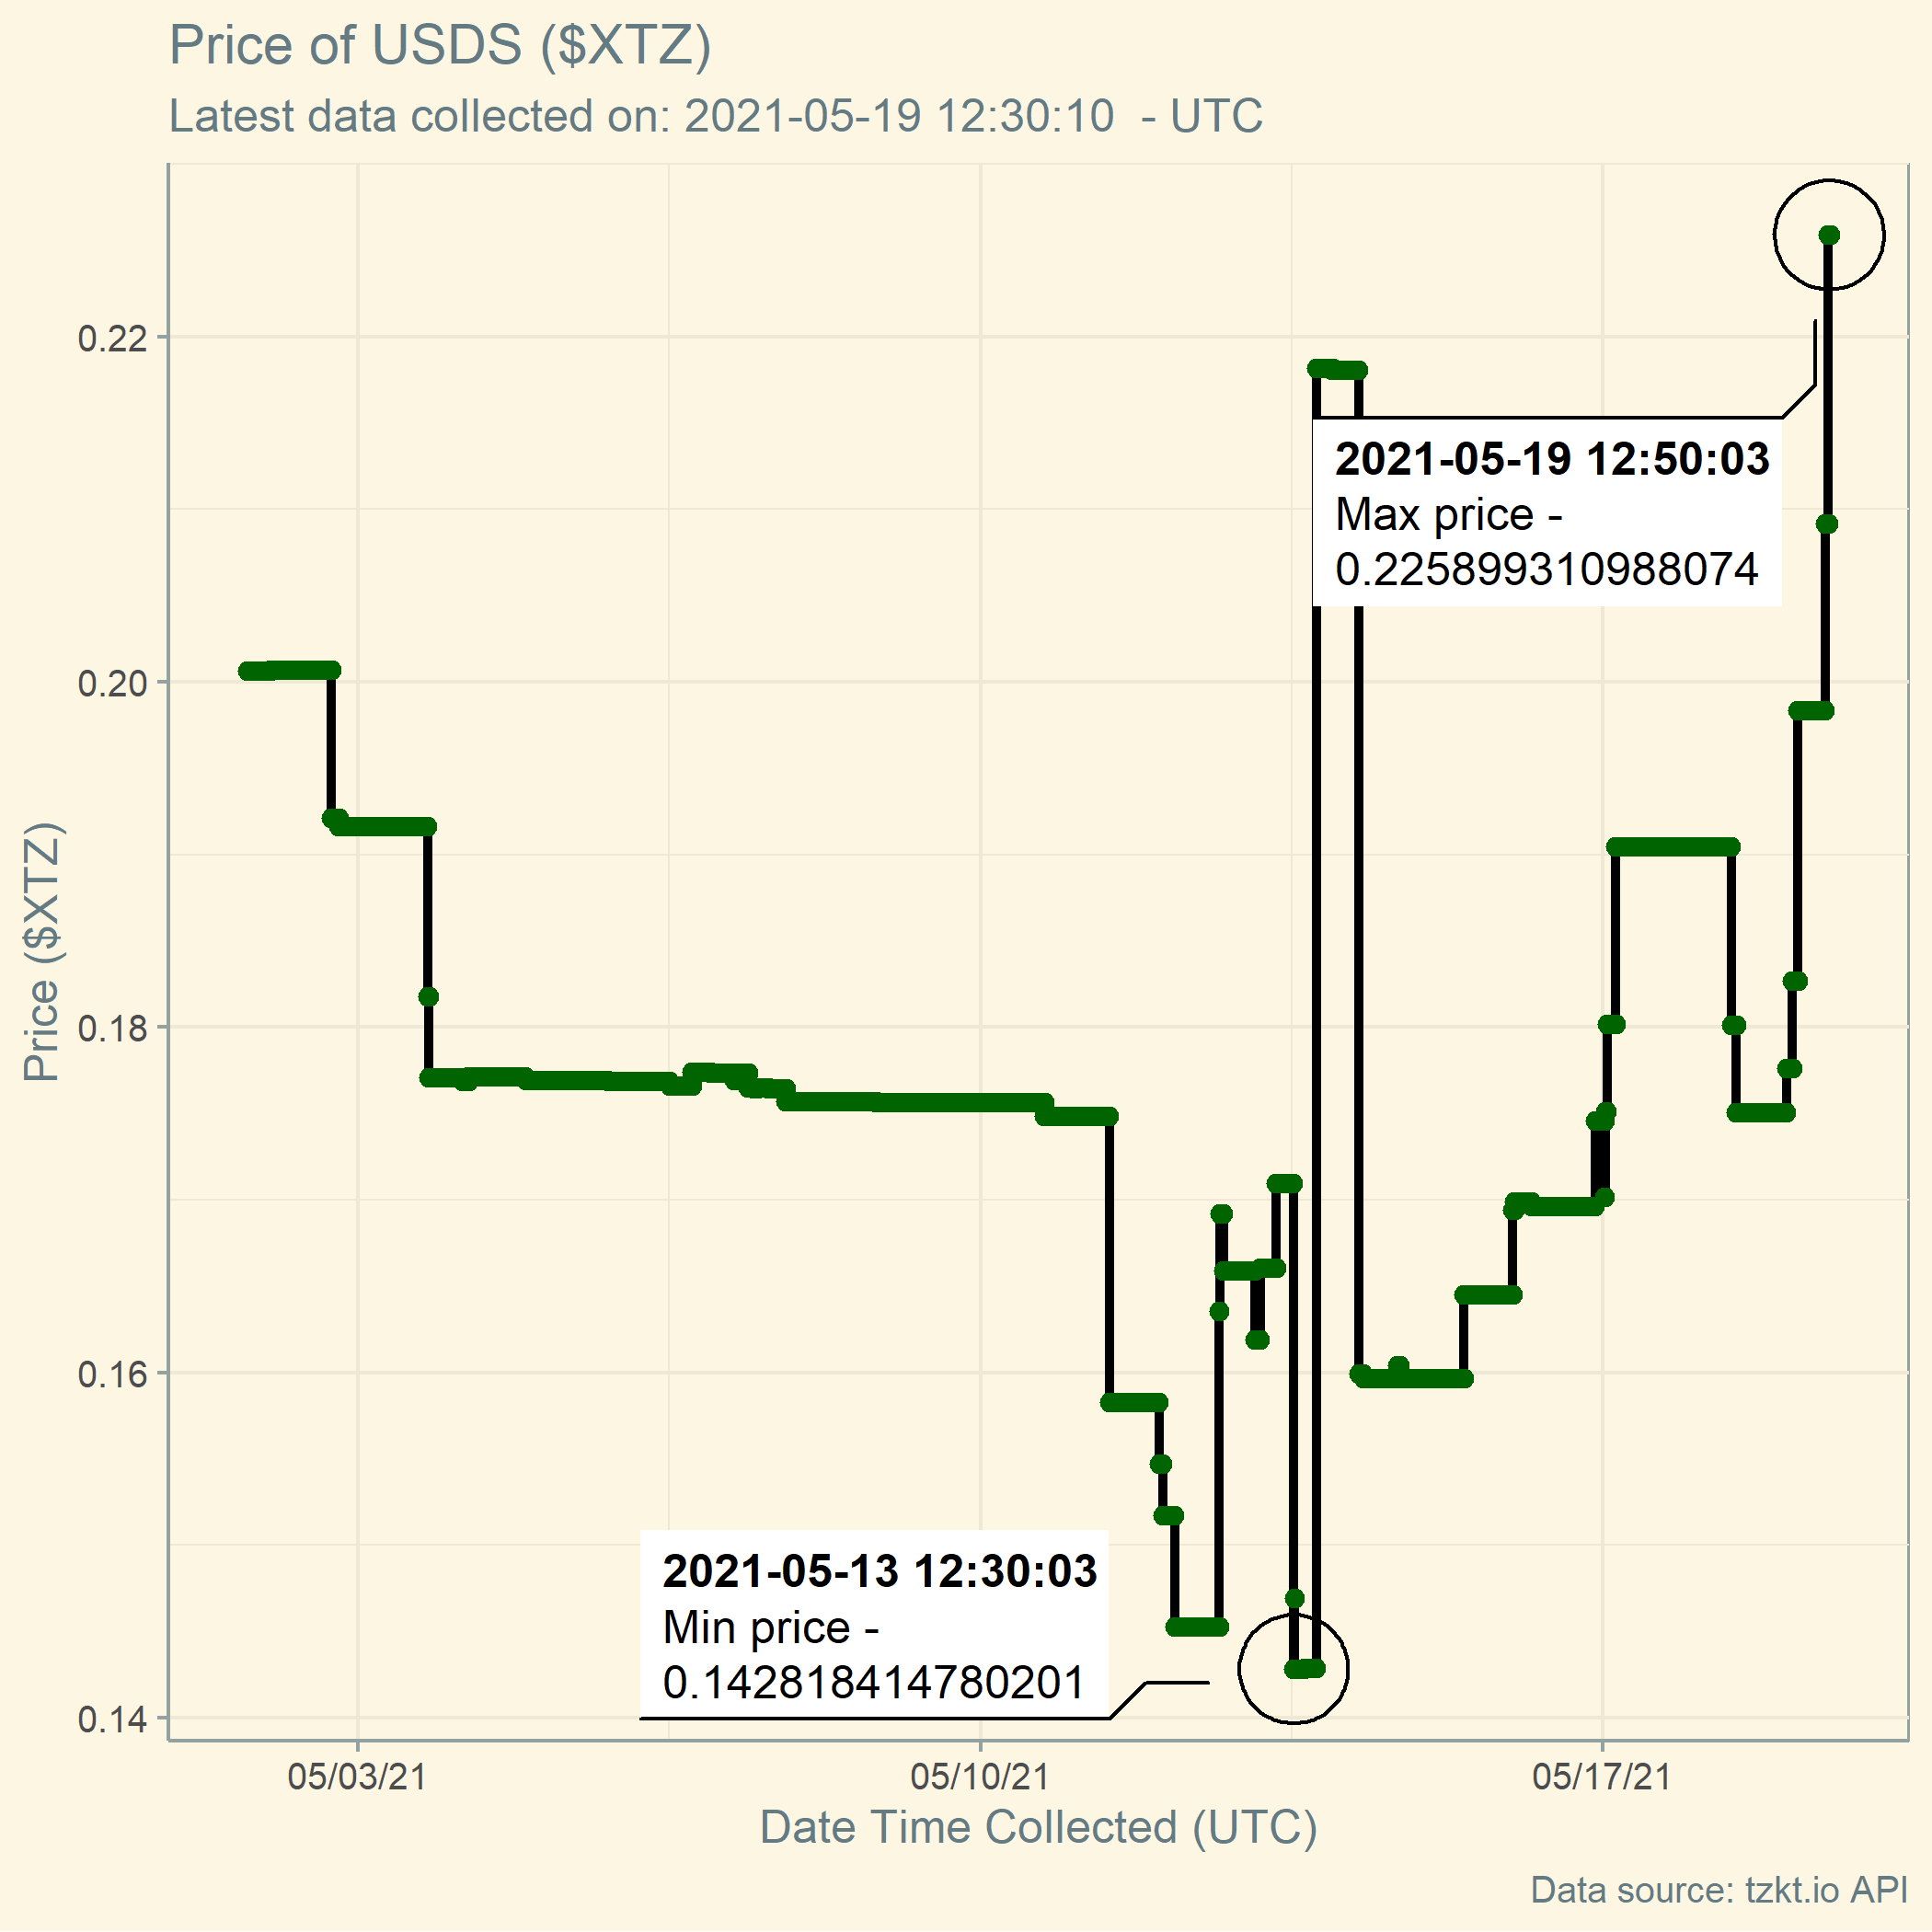 Price of USDS ($XTZ)
Latest data collected on: 2021-05-19 12:30:10  - UTC
Price ($XTZ)
0.22
0.20
0.18
0.16
0.14
2021-05-19 12:50:03
Max price -
0.225899310988074
2021-05-13 12:30:03
Min price -
0.142818414780201
05/03/21
05/10/21
05/17/21
Date Time Collected (UTC)
Data source: tzkt.io API